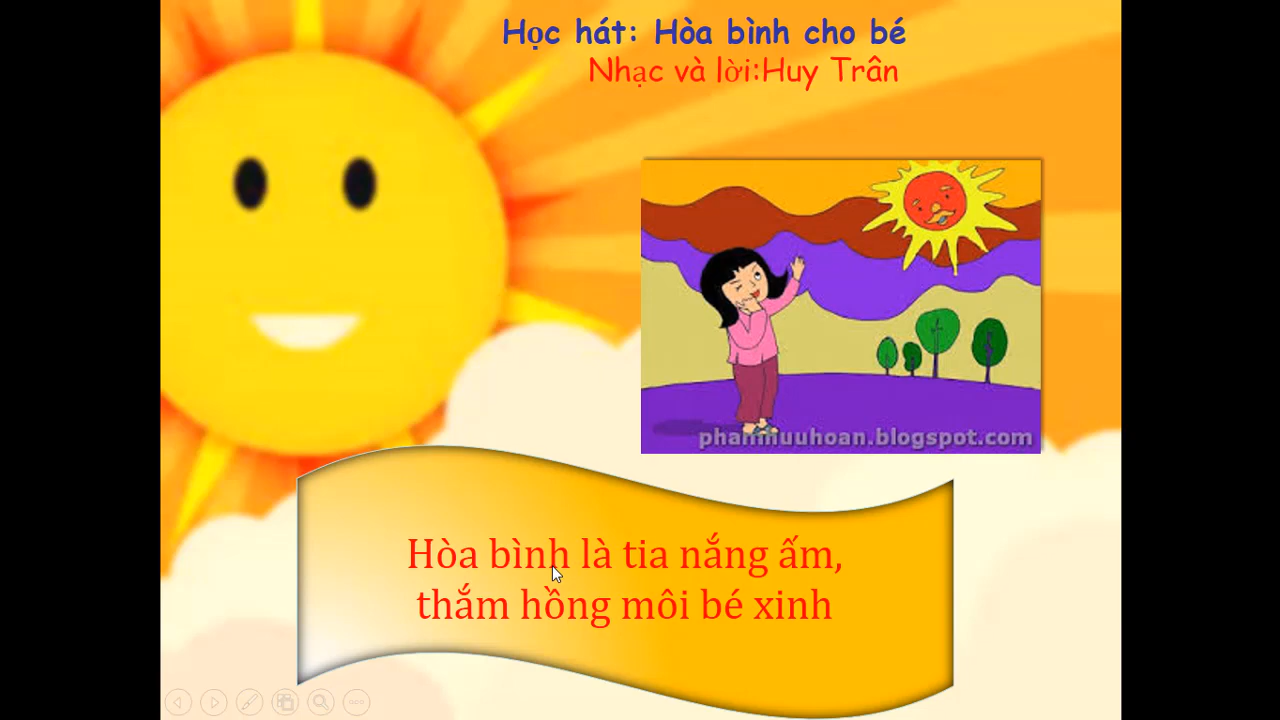 Học hát: Hòa bình cho bé
Nhạc và lời:Huy Trân
phamhuuhoan.blogspot.com
Hòa bình là tia nắng ấm,
thắm hồng môi bé xinh